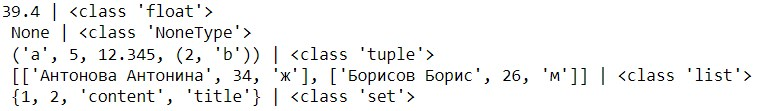 39.4 | <class 'float'>
None | <class 'NoneType'>
('a', 5, 12.345, (2, 'b')) | <class 'tuple'>
[['Антонова Антонина', 34, 'ж'], ['Борисов Борис', 26, 'м']] | <class 'list'>
{1, 2, 'content', 'title'} | <class 'set'>